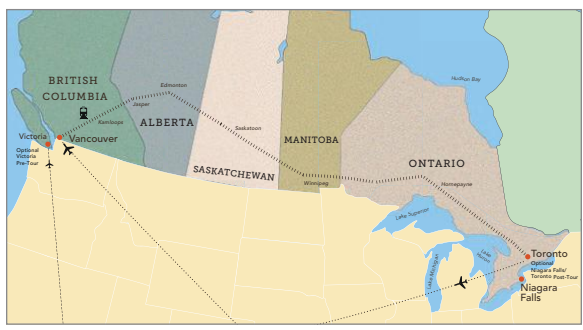 BRITISH
COLUMBIA
Edmonton
Jasper
Kamloops
ALBERTA
Hudson Bay
Victoria
Optional
Victoria
Pre-Tour
Vancouver
Saskatoon
MANITOBA
SASKATCHEWAN
Winnipeg
ONTARIO
Hornepayne
Lake Superior
Lake Michigan
Lake
Huron
Toronto
Optional
Niagara Falls/
Toronto Post-Tour
Niagara
Falls